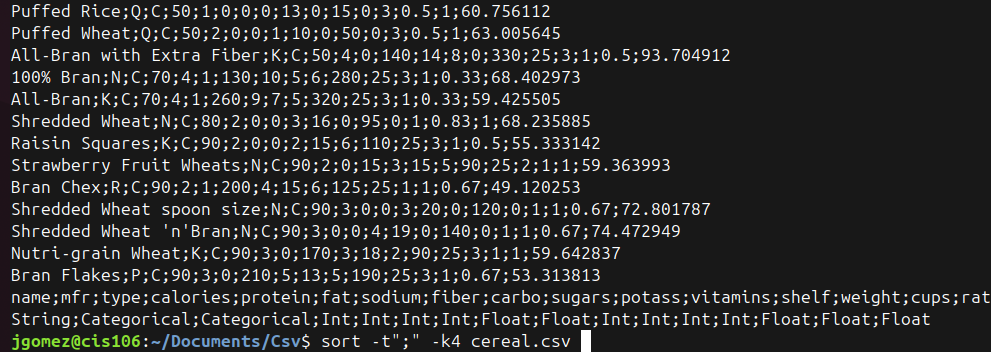 Puffed Rice;Q;C;50;1;0;0;0;13;0;15;0;3;0.5;1;60.756112
Puffed Wheat;Q;C;50;2;0;0;1;10;0;50;0;3;0.5;1;63.005645
All-Bran with Extra Fiber;K;C;50;4;0;140;14;8;0;330;25;3;1;0.5;93.704912
100% Bran;N;C;70;4;1;130;10;5;6;280;25;3;1;0.33;68.402973
All-Bran;K;C;70;4;1;260;9;7;5;320;25;3;1;0.33;59.425505
Shredded Wheat;N;C;80;2;0;0;3;16;0;95;0;1;0.83;1;68.235885
Raisin Squares;K;C;90;2;0;0;2;15;6;110;25;3;1;0.5;55.333142
Strawberry Fruit Wheats;N;C;90;2;0;15;3;15;5;90;25;2;1;1;59.363993
Bran Chex;R;C;90;2;1;200;4;15;6;125;25;1;1;0.67;49.120253
Shredded Wheat spoon size;N;C;90;3;0;0;3;20;0;120;0;1;1;0.67;72.801787
Shredded Wheat 'n'Bran;N;C;90;3;0;0;4;19;0;140;0;1;1;0.67;74.472949
Nutri-grain Wheat;K;C;90;3;0;170;3;18;2;90;25;3;1;1;59.642837
Bran Flakes;P;C;90;3;0;210;5;13;5;190;25;3;1;0.67;53.313813
name;mfr;type;calories;protein;fat;sodium;fiber;carbo;sugars;potass;vitamins;shelf;weight;cups;rat
String;Categorical;Categorical;Int;Int;Int;Int;Float;Float;Int;Int;Int;Int;Float;Float;Float
jgomez@cis106:~/Documents/Csv$ sort -t";" -k4 cereal.csv